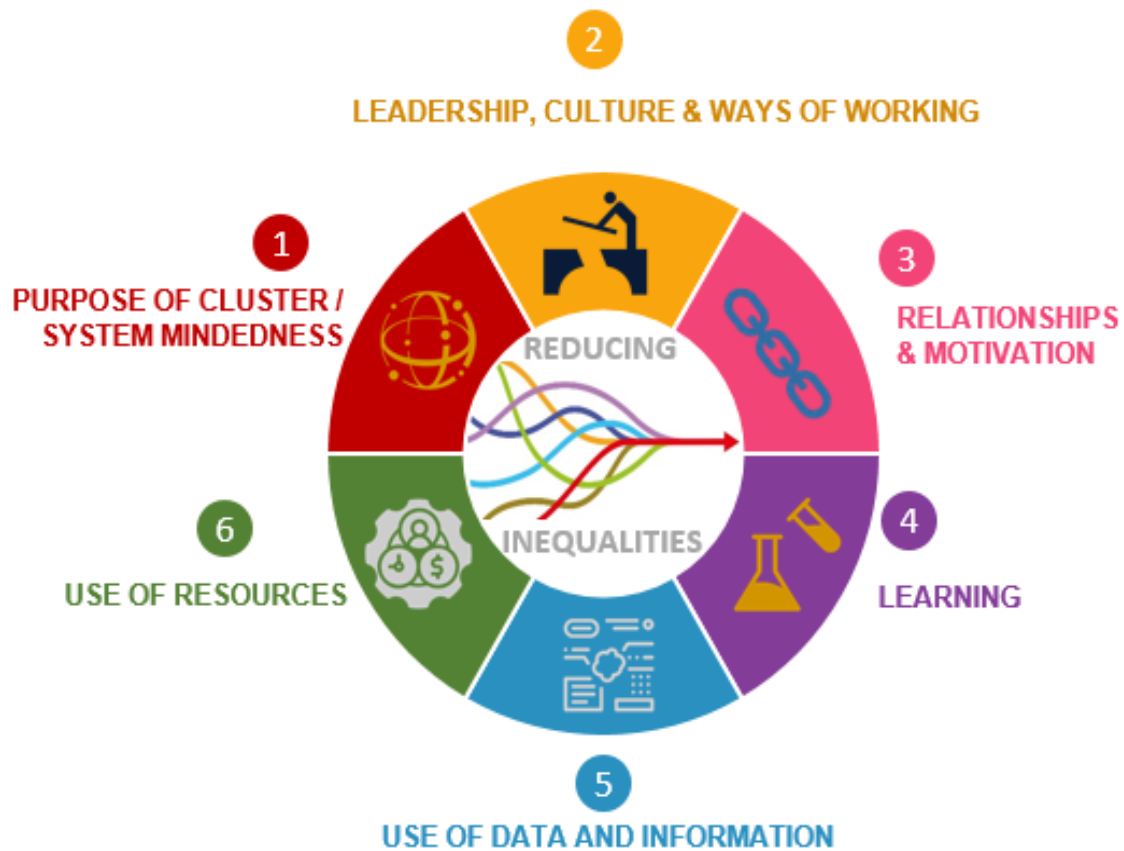 1
PURPOSE OF CLUSTER /
SYSTEM MINDEDNESS
2
LEADERSHIP, CULTURE & WAYS OF WORKING
3
RELATIONSHIPS
& MOTIVATION
4
LEARNING
5
USE OF DATA AND INFORMATION
6
USE OF RESOURCES
$
REDUCING
INEQUALITIES